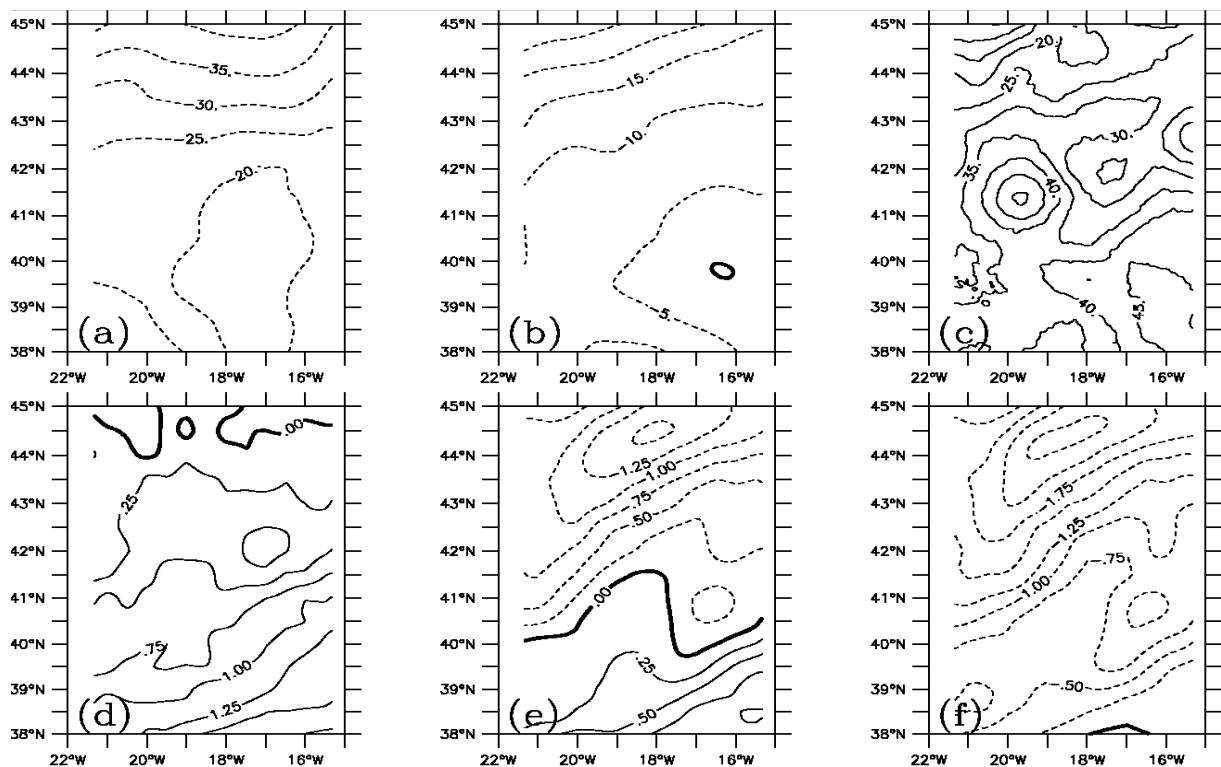 45°N 45°N 45°N
44°N 44°N 44°N
43°N 43°N 43°N
42°N 42°N 42°N
41°N 41°N 41°N
40°N 40°N 40°N
39°N 39°N 39°N
38°N 38°N 38°N
35. 30. 25. 20.
(a)
15. 10. 5.
(b)
20. 25. 30. 35. 40. 40. 45.
(c)
22°W 20°W 18°W 16°W 22°W 20°W 18°W 16°W 22°W 20°W 18°W 16°W
45°N 45°N 45°N
44°N 44°N 44°N
43°N 43°N 43°N
42°N 42°N 42°N
41°N 41°N 41°N
40°N 40°N 40°N
39°N 39°N 39°N
38°N 38°N 38°N
.00 .25 .75 1.00 1.25
(d)
1.25 1.00 .75 .50 .00 .25 .50
(e)
1.75 1.25 1.00 .75 .50
(f)
22°W 20°W 18°W 16°W 22°W 20°W 18°W 16°W 22°W 20°W 18°W 16°W